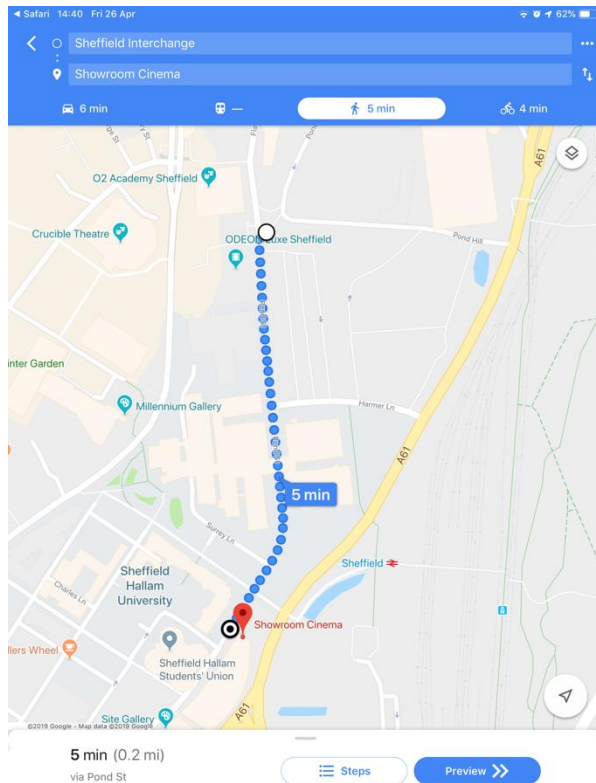 Safari 14:40 Fri 26 Apr 62%
Sheffield Interchange
Showroom Cinema
6 min — 5 min 4 min
A61
O2 Academy Sheffield
Crucible Theatre
ODEON Luxe Sheffield
Pond Hill
nter Garden
Millennium Gallery
Harmer Ln
A61
5 min
Surrey Ln
Sheffield
Sheffield
Hallam
University
Charles Ln
Showroom Cinema
llers Wheel
Sheffield Hallam
Students' Union
A61
Site Gallery
©2019 Google - Map data ©2019 Google
5 min (0.2 mi)
via Pond St
Steps
Preview